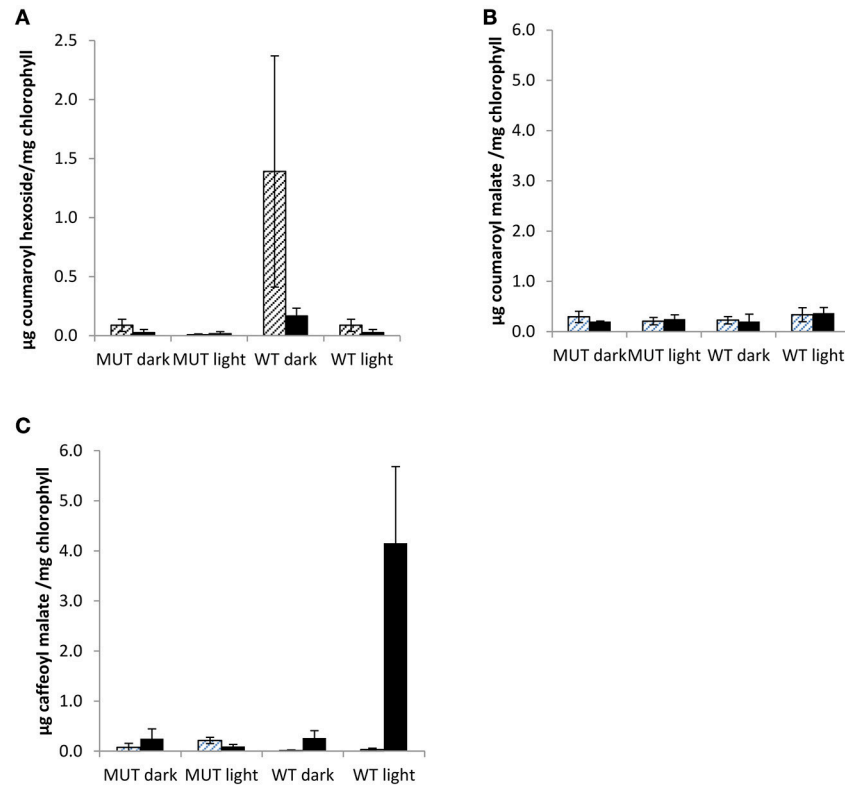 A
µg coumaroyl hexoside/mg chlorophyll
2.5
2.0
1.5
1.0
0.5
0.0
MUT dark MUT light WT dark WT light
B
µg coumaroyl malate /mg chlorophyll
6.0
5.0
4.0
3.0
2.0
1.0
0.0
MUT dark MUT light WT dark WT light
C
µg caffeoyl malate /mg chlorophyll
6.0
5.0
4.0
3.0
2.0
1.0
0.0
MUT dark MUT light WT dark WT light